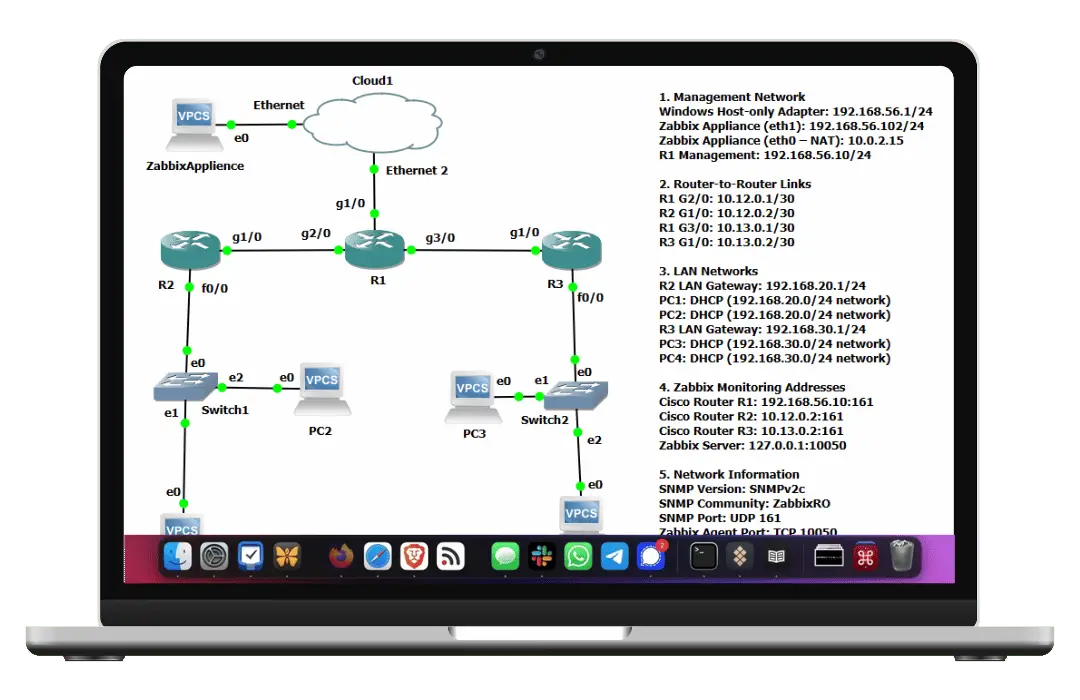 Cloud1
Ethernet
VPCS
e0
ZabbixApplience
Ethernet 2
g1/0
g1/0
g2/0
g3/0
g1/0
R2
f0/0
R1
R3
f0/0
e0
e2
e0
VPCS
e1
Switch1
PC2
VPCS
e0
e1
e0
Switch2
PC3
e2
e0
VPCS
e0
VPCS
1. Management Network
Windows Host-only Adapter: 192.168.56.1/24
Zabbix Appliance (eth1): 192.168.56.102/24
Zabbix Appliance (eth0 – NAT): 10.0.2.15
R1 Management: 192.168.56.10/24
2. Router-to-Router Links
R1 G2/0: 10.12.0.1/30
R2 G1/0: 10.12.0.2/30
R1 G3/0: 10.13.0.1/30
R3 G1/0: 10.13.0.2/30
3. LAN Networks
R2 LAN Gateway: 192.168.20.1/24
PC1: DHCP (192.168.20.0/24 network)
PC2: DHCP (192.168.20.0/24 network)
R3 LAN Gateway: 192.168.30.1/24
PC3: DHCP (192.168.30.0/24 network)
PC4: DHCP (192.168.30.0/24 network)
4. Zabbix Monitoring Addresses
Cisco Router R1: 192.168.56.10:161
Cisco Router R2: 10.12.0.2:161
Cisco Router R3: 10.13.0.2:161
Zabbix Server: 127.0.0.1:10050
5. Network Information
SNMP Version: SNMPv2c
SNMP Community: ZabbixRO
SNMP Port: UDP 161
Zabbix Agent Port: TCP 10050
2